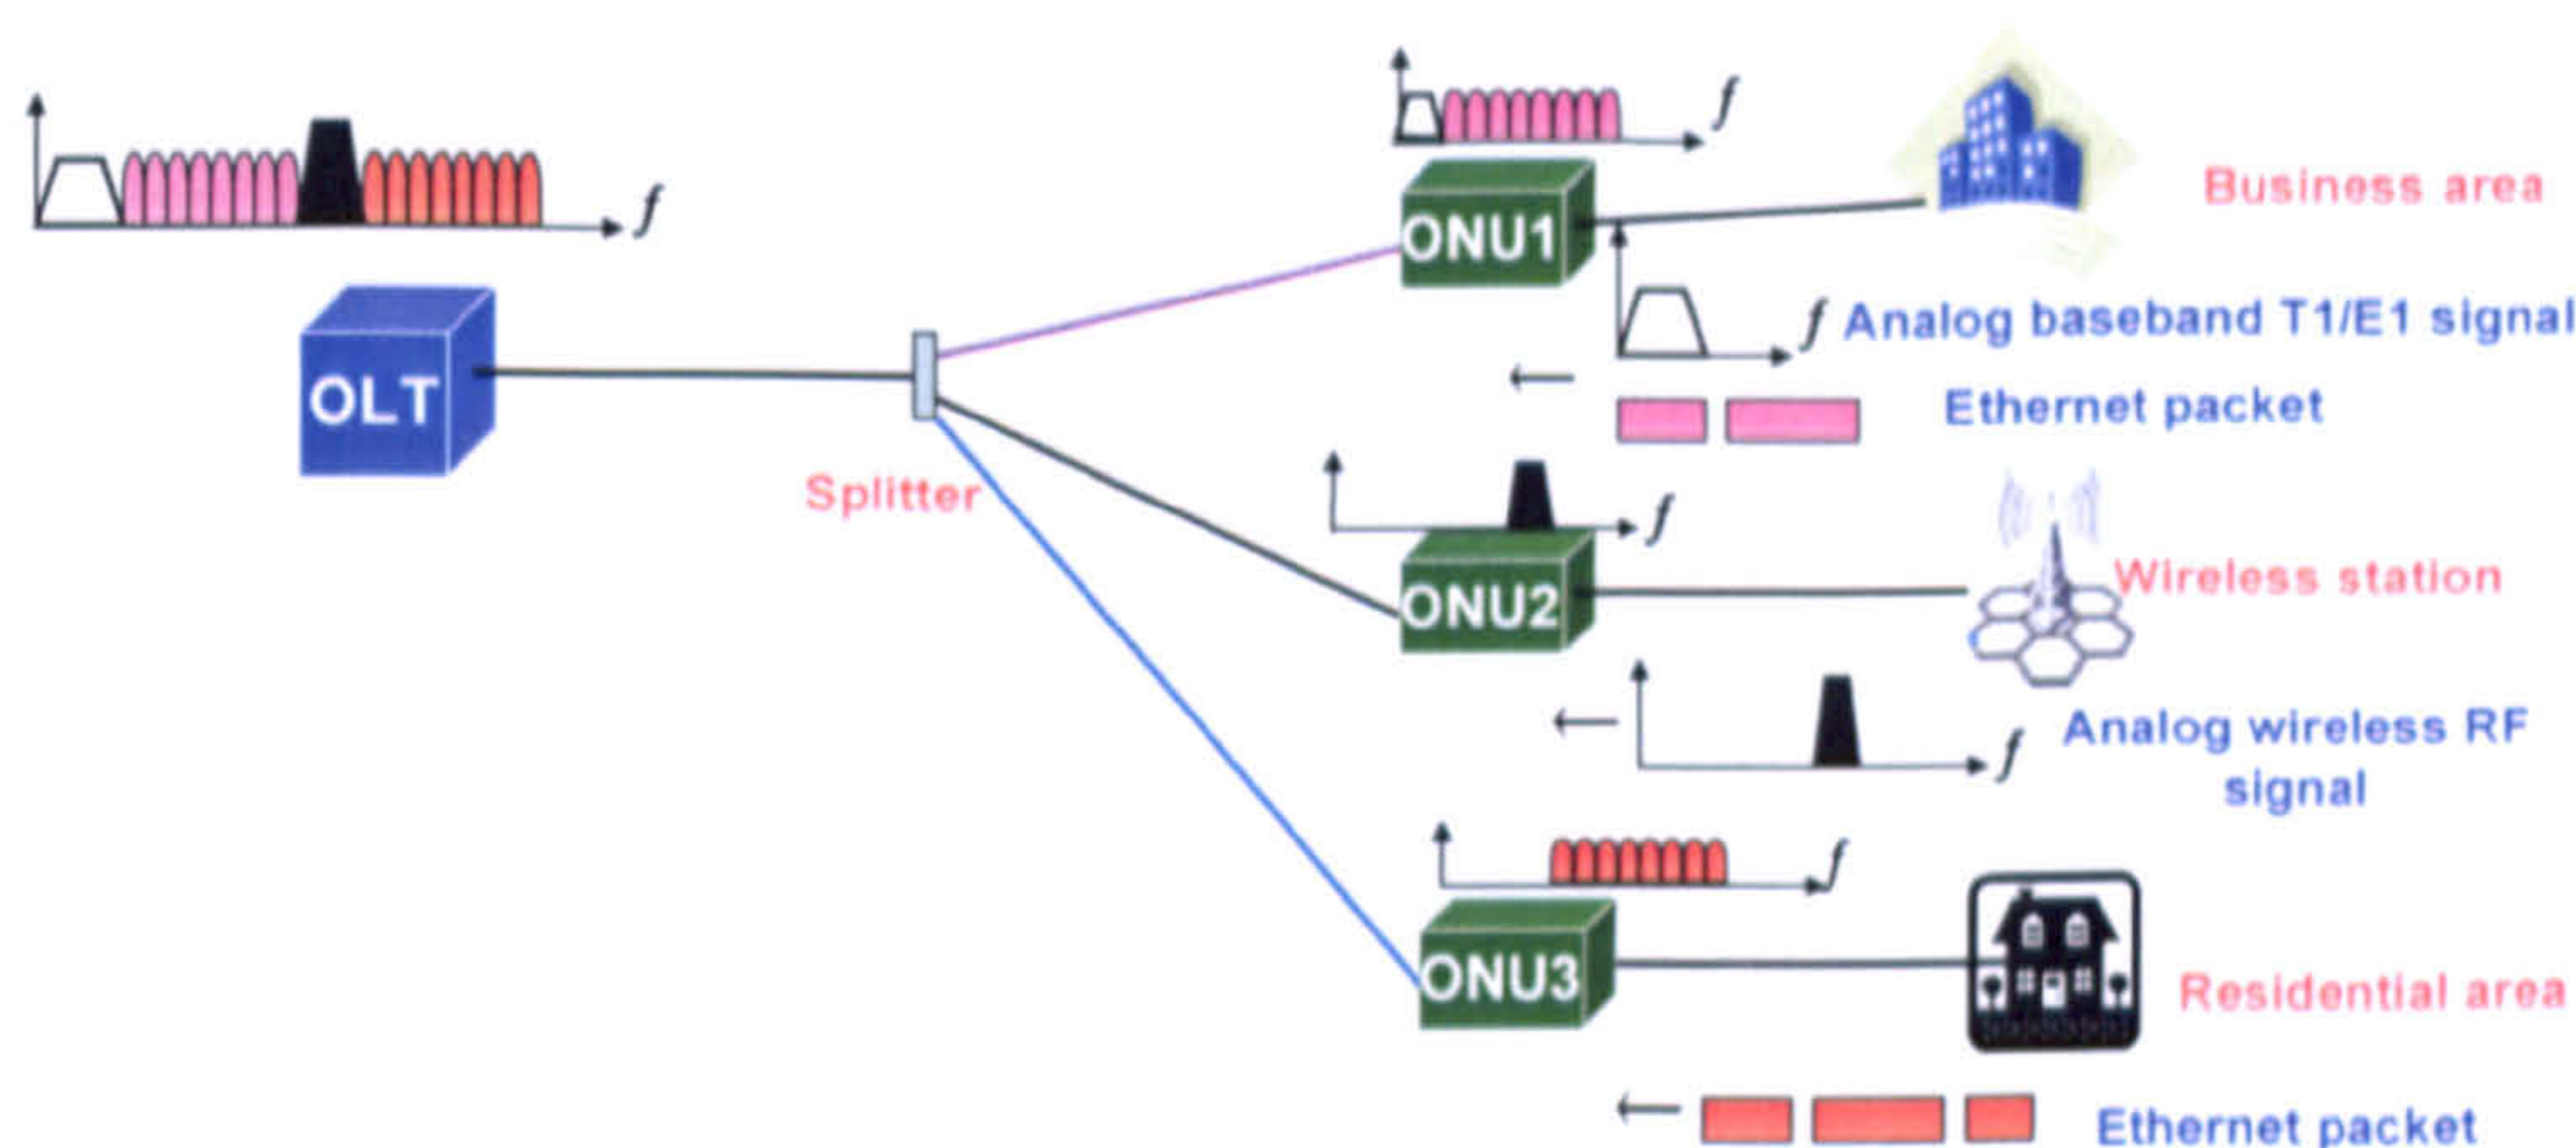 f
f
OLT
Splitter
ONU1
Business area
f
Analog baseband T1/E1 signal
Ethernet packet
f
ONU2
Wireless station
f
Analog wireless RF
signal
f
ONU3
Residential area
Ethernet packet